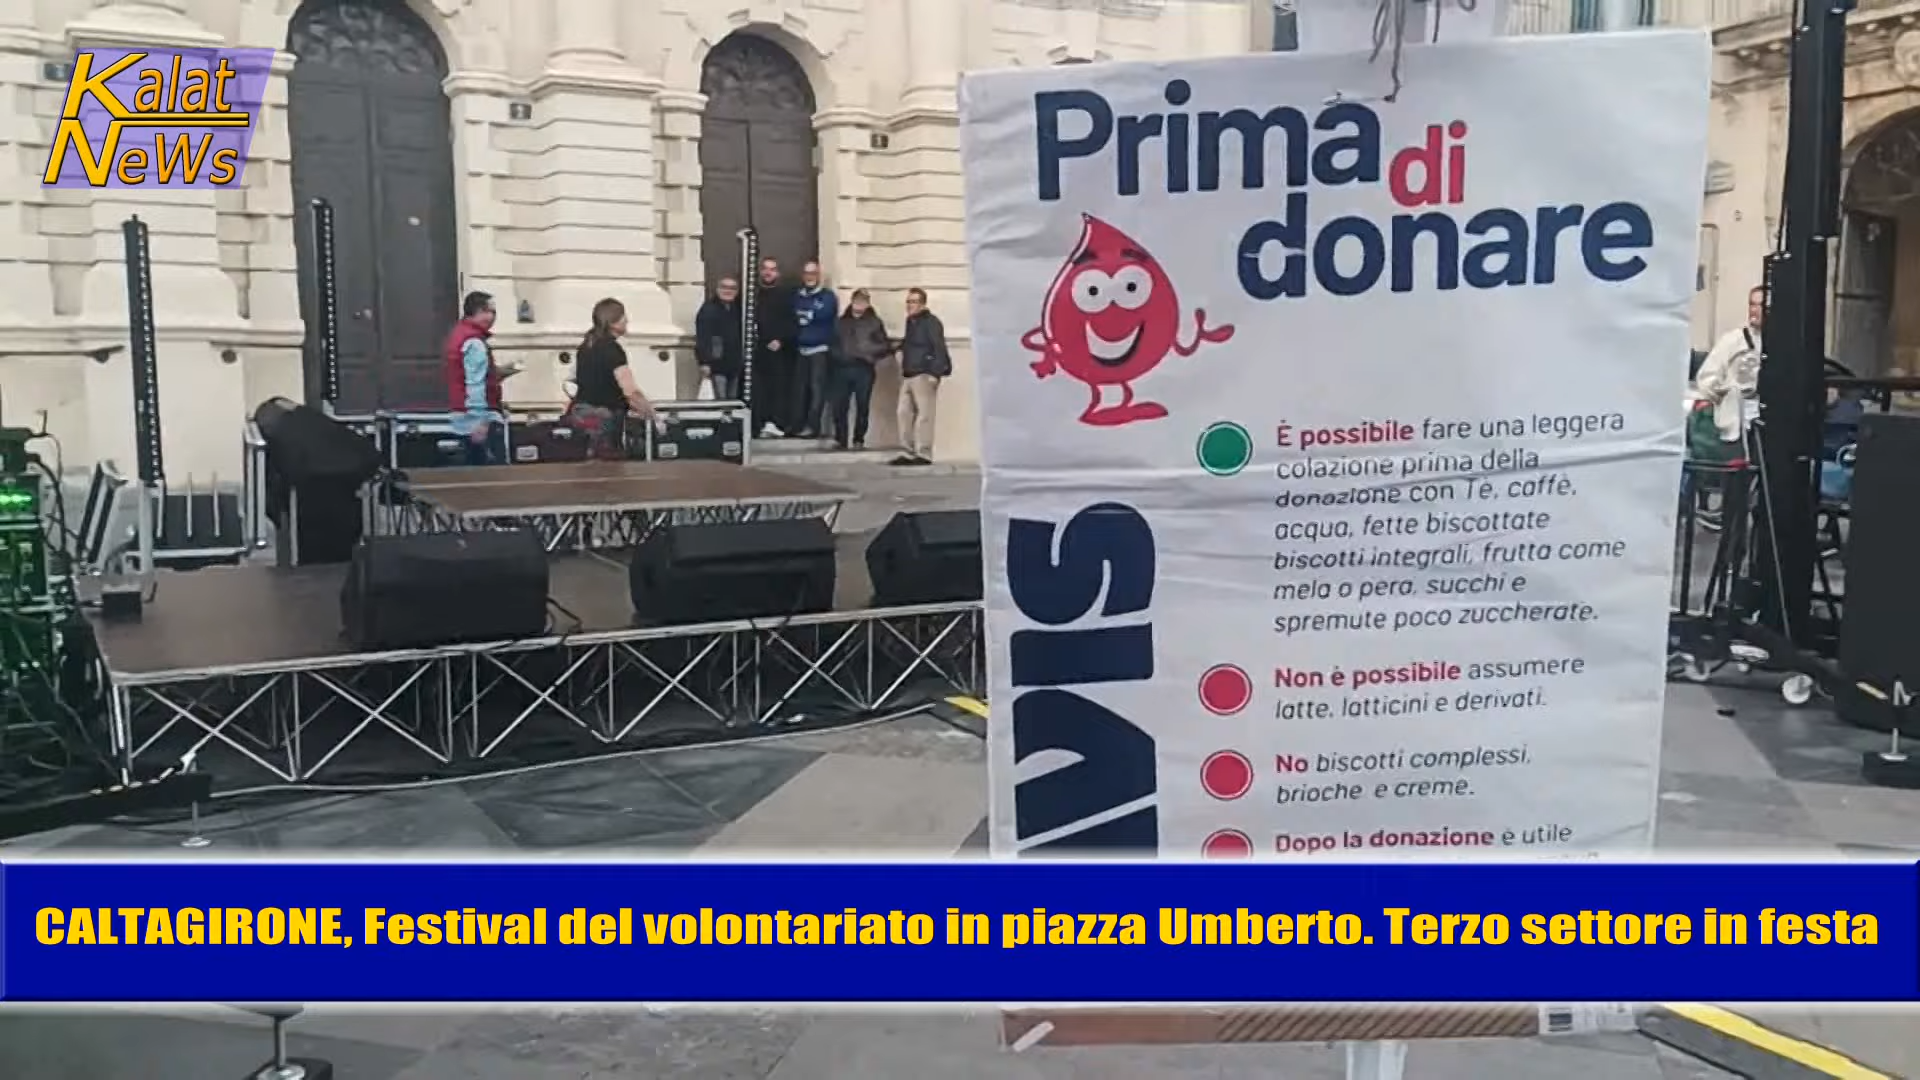 Kalat
News
Prima
di
donare
È possibile fare una leggera
colazione prima della
donazione con Tè, caffè,
acqua, fette biscottate
biscotti integrali, frutta come
mela o pera, succhi e
spremute poco zuccherate.
AVIS
Non è possibile assumere
latte, latticini e derivati.
No biscotti complessi,
brioche e creme.
Dopo la donazione è utile
CALTAGIRONE, Festival del volontariato in piazza Umberto. Terzo settore in festa